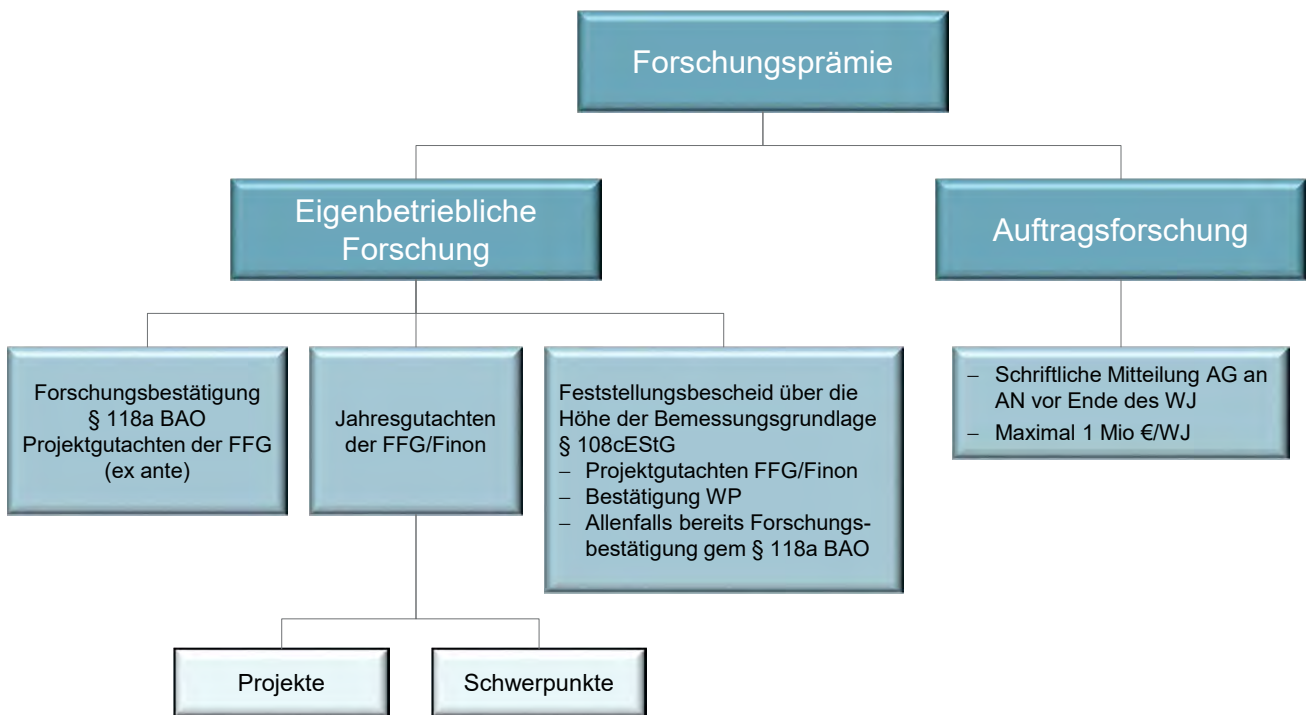 Forschungsprämie
Eigenbetriebliche
Forschung
Auftragsforschung
Forschungsbestätigung
§ 118a BAO
Projektgutachten der FFG
(ex ante)
Jahresgutachten
der FFG/Finon
Feststellungsbescheid über die
Höhe der Bemessungsgrundlage
§ 108cEStG
– Projektgutachten FFG/Finon
– Bestätigung WP
– Allenfalls bereits Forschungs-
bestätigung gem § 118a BAO
– Schriftliche Mitteilung AG an
AN vor Ende des WJ
– Maximal 1 Mio €/WJ
Projekte
Schwerpunkte